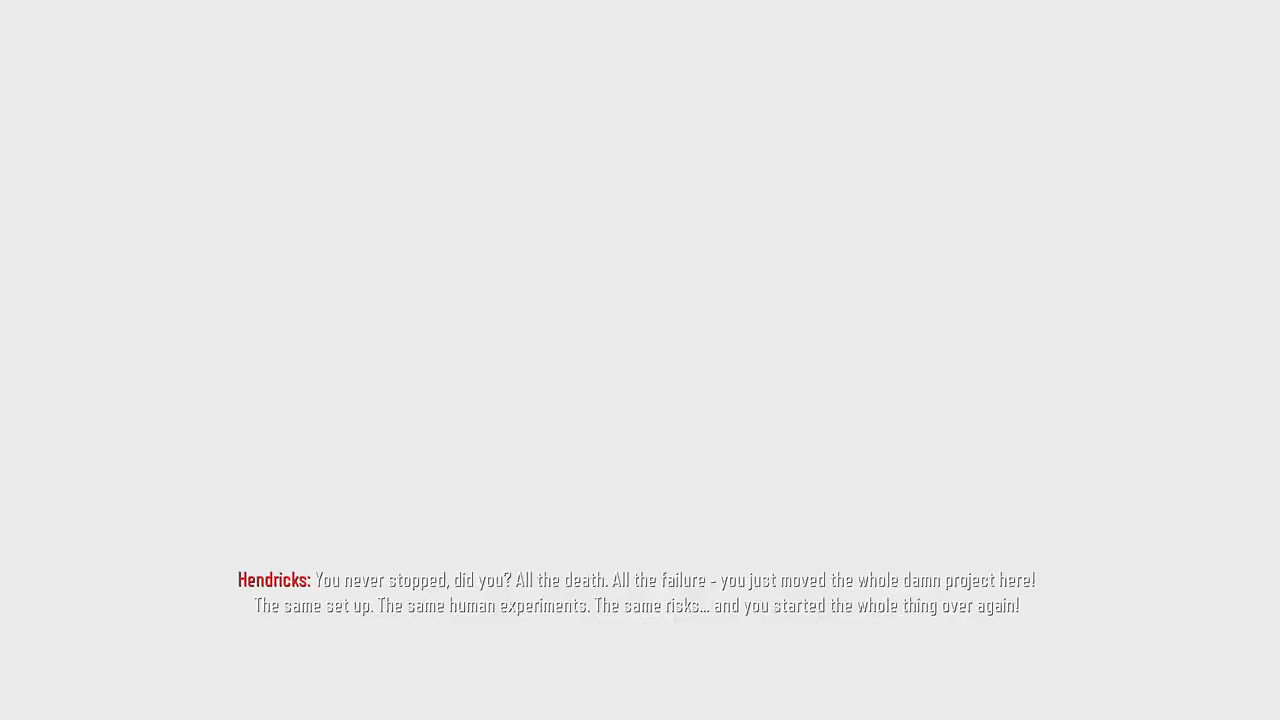 Hendricks: You never stopped, did you? All the death. All the failure - you just moved the whole damn project here!
The same set up. The same human experiments. The same risks... and you started the whole thing over again!